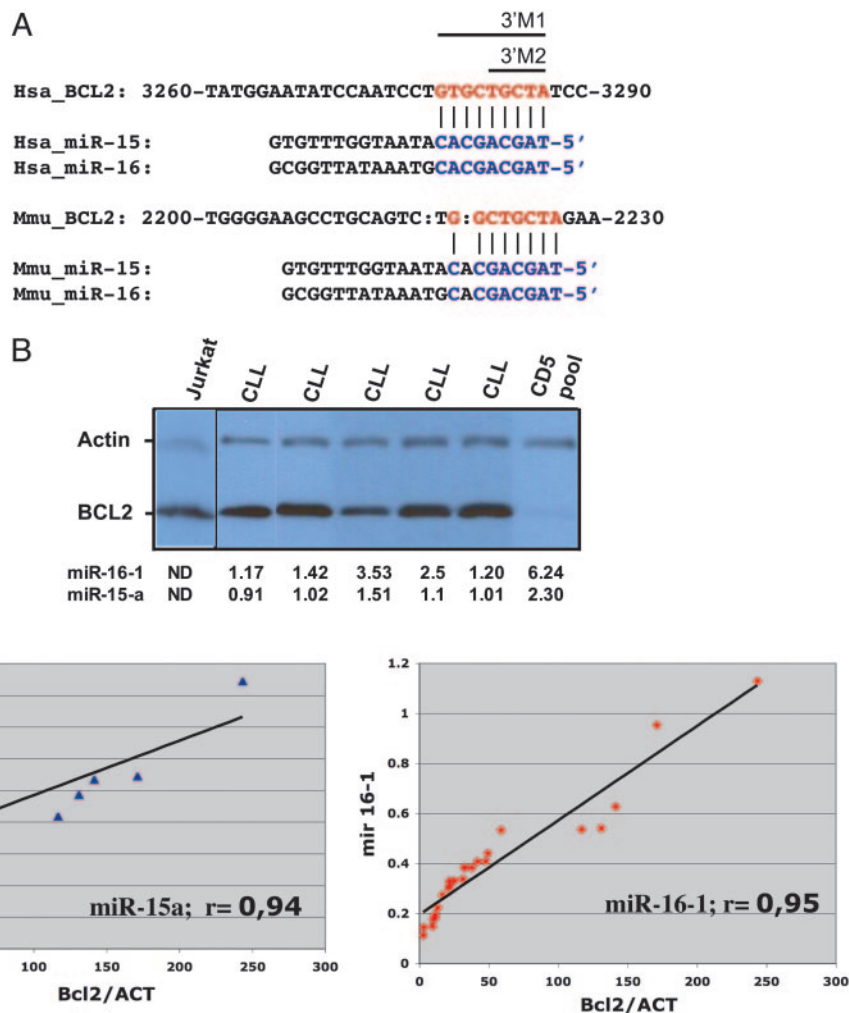 A
3'M1
3'M2
Hsa_BCL2: 3260-TATGGAATATCCAATCCTGTGCTGCTATCC-3290
Hsa_miR-15: GTGTTTGGTAATACACGACGAT-5'
Hsa_miR-16: GCGGTTATAAATGCACGACGAT-5'
Mmu_BCL2: 2200-TGGGGAAGCCTGCAGTC:TG:GCTGCTAGAA-2230
Mmu_miR-15: GTGTTTGGTAATACACGACGAT-5'
Mmu_miR-16: GCGGTTATAAATGCACGACGAT-5'
B
Jurkat CLL CLL CLL CLL CLL CD5 pool
Actin
BCL2
miR-16-1 ND 1.17 1.42 3.53 2.5 1.20 6.24
miR-15-a ND 0.91 1.02 1.51 1.1 1.01 2.30
miR-15a; r= 0,94
100 150 200 250 300
Bcl2/ACT
mir 16-1
1.2
1
0.8
0.6
0.4
0.2
0
miR-16-1; r= 0,95
0 50 100 150 200 250 300
Bcl2/ACT